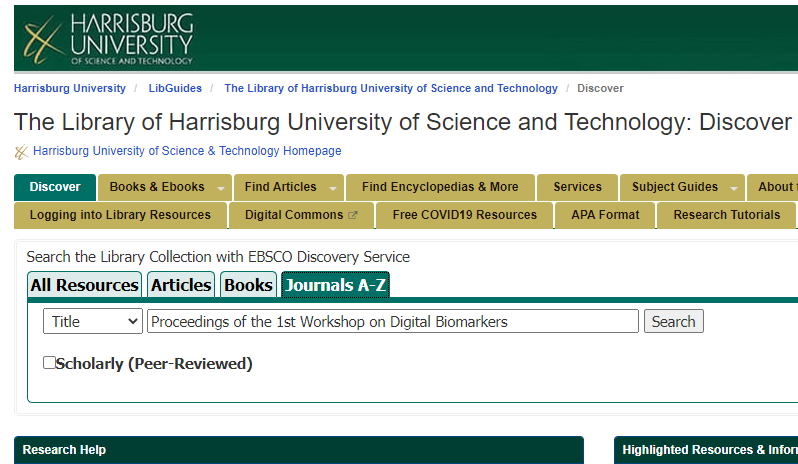 HARRISBURG
UNIVERSITY
OF SCIENCE AND TECHNOLOGY
Harrisburg University / LibGuides / The Library of Harrisburg University of Science and Technology / Discover
The Library of Harrisburg University of Science and Technology: Discover
Harrisburg University of Science & Technology Homepage
Discover Books & Ebooks Find Articles Find Encyclopedias & More Services Subject Guides About
Logging into Library Resources Digital Commons Free COVID19 Resources APA Format Research Tutorials
Search the Library Collection with EBSCO Discovery Service
All Resources Articles Books Journals A-Z
Title Proceedings of the 1st Workshop on Digital Biomarkers Search
Scholarly (Peer-Reviewed)
Research Help Highlighted Resources &